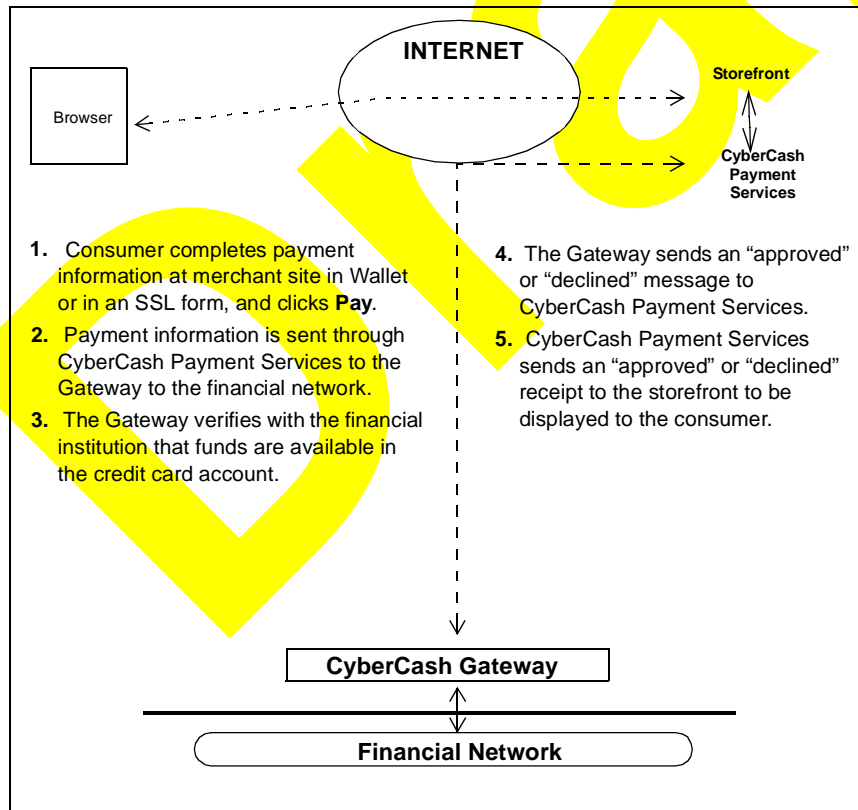 INTERNET
Storefront
Browser
CyberCash
Payment
Services
1. Consumer completes payment
information at merchant site in Wallet
or in an SSL form, and clicks Pay.
2. Payment information is sent through
CyberCash Payment Services to the
Gateway to the financial network.
3. The Gateway verifies with the financial
institution that funds are available in
the credit card account.
4. The Gateway sends an “approved”
or “declined” message to
CyberCash Payment Services.
5. CyberCash Payment Services
sends an “approved” or “declined”
receipt to the storefront to be
displayed to the consumer.
CyberCash Gateway
Financial Network